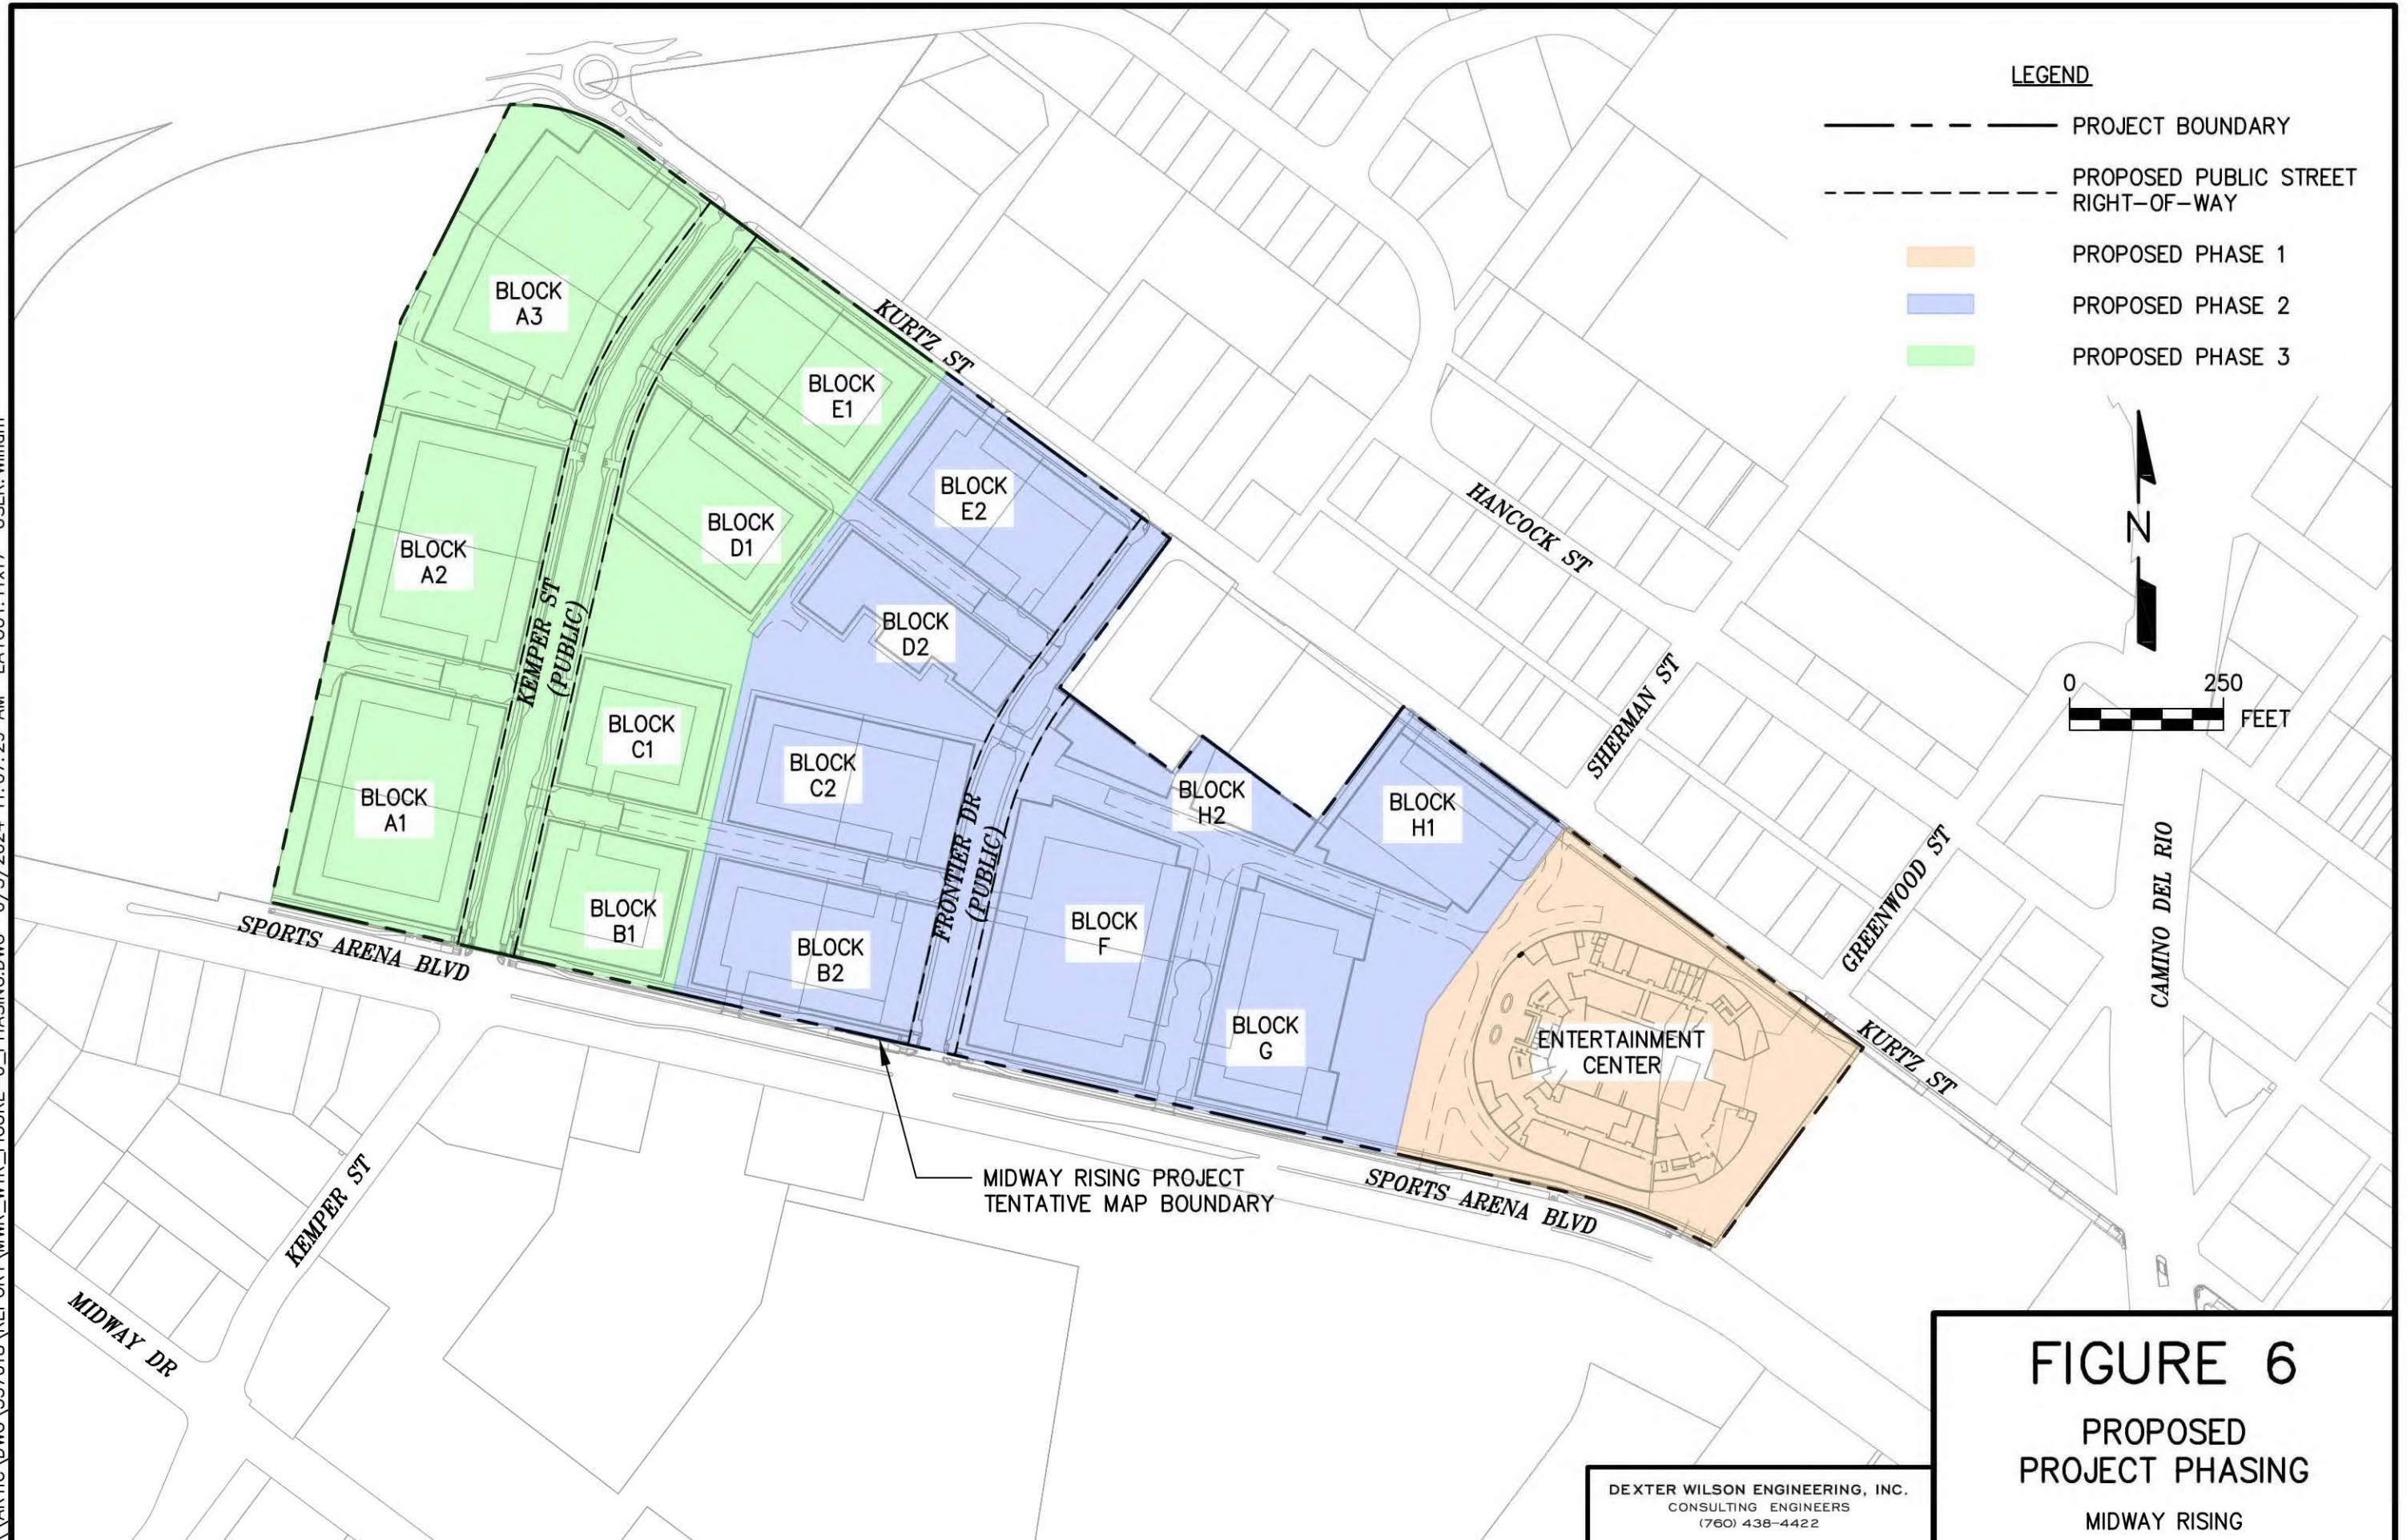 LEGEND
PROJECT BOUNDARY
PROPOSED PUBLIC STREET
RIGHT-OF-WAY
PROPOSED PHASE 1
PROPOSED PHASE 2
PROPOSED PHASE 3
N
0 250
FEET
BLOCK
A3
KURTZ ST
BLOCK
E1
BLOCK
E2
BLOCK
D1
BLOCK
A2
HANCOCK ST
BLOCK
D2
KEMPER ST
(PUBLIC)
SHERMAN ST
BLOCK
C1
BLOCK
C2
BLOCK
H2
BLOCK
H1
BLOCK
A1
FRONTIER DR
(PUBLIC)
GREENWOOD ST
CAMINO DEL RIO
BLOCK
B1
BLOCK
B2
BLOCK
F
BLOCK
G
SPORTS ARENA BLVD
ENTERTAINMENT
CENTER
KURTZ ST
MIDWAY RISING PROJECT
TENTATIVE MAP BOUNDARY
SPORTS ARENA BLVD
KEMPER ST
MIDWAY DR
FIGURE 6
PROPOSED
PROJECT PHASING
MIDWAY RISING
DEXTER WILSON ENGINEERING, INC.
CONSULTING ENGINEERS
(760) 438-4422